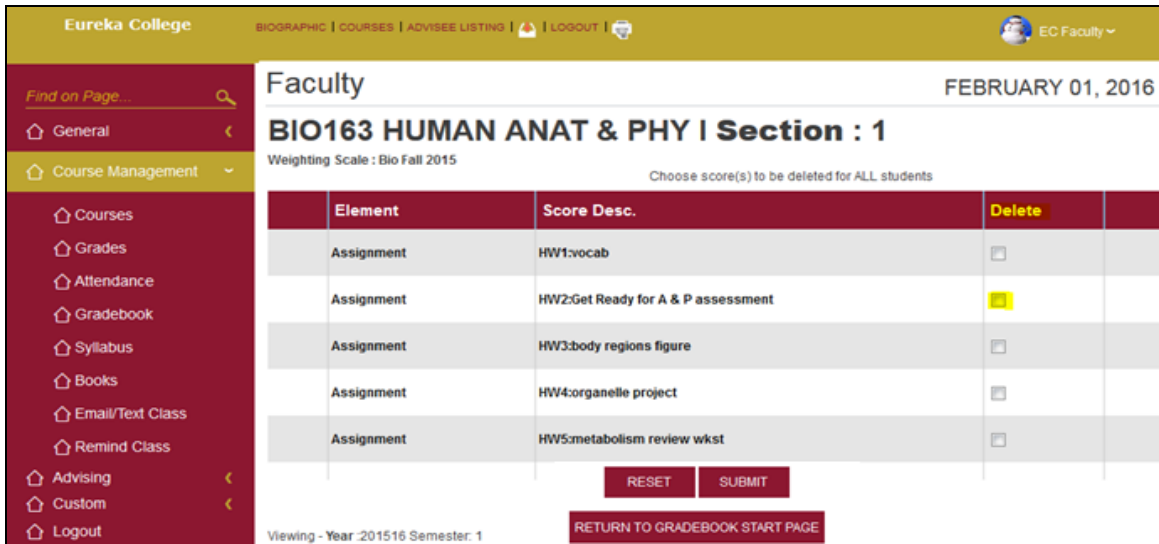 Eureka College
BIOGRAPHIC | COURSES | ADVISEE LISTING | | LOGOUT |
EC Faculty
Find on Page...
General
Course Management
Courses
Grades
Attendance
Gradebook
Syllabus
Books
Email/Text Class
Remind Class
Advising
Custom
Logout
Faculty
FEBRUARY 01, 2016
BIO163 HUMAN ANAT & PHY I Section : 1
Weighting Scale : Bio Fall 2015
Choose score(s) to be deleted for ALL students
Element Score Desc. Delete
Assignment HW1:vocab
Assignment HW2:Get Ready for A & P assessment
Assignment HW3:body regions figure
Assignment HW4:organelle project
Assignment HW5:metabolism review wkst
RESET SUBMIT
RETURN TO GRADEBOOK START PAGE
Viewing - Year :201516 Semester: 1